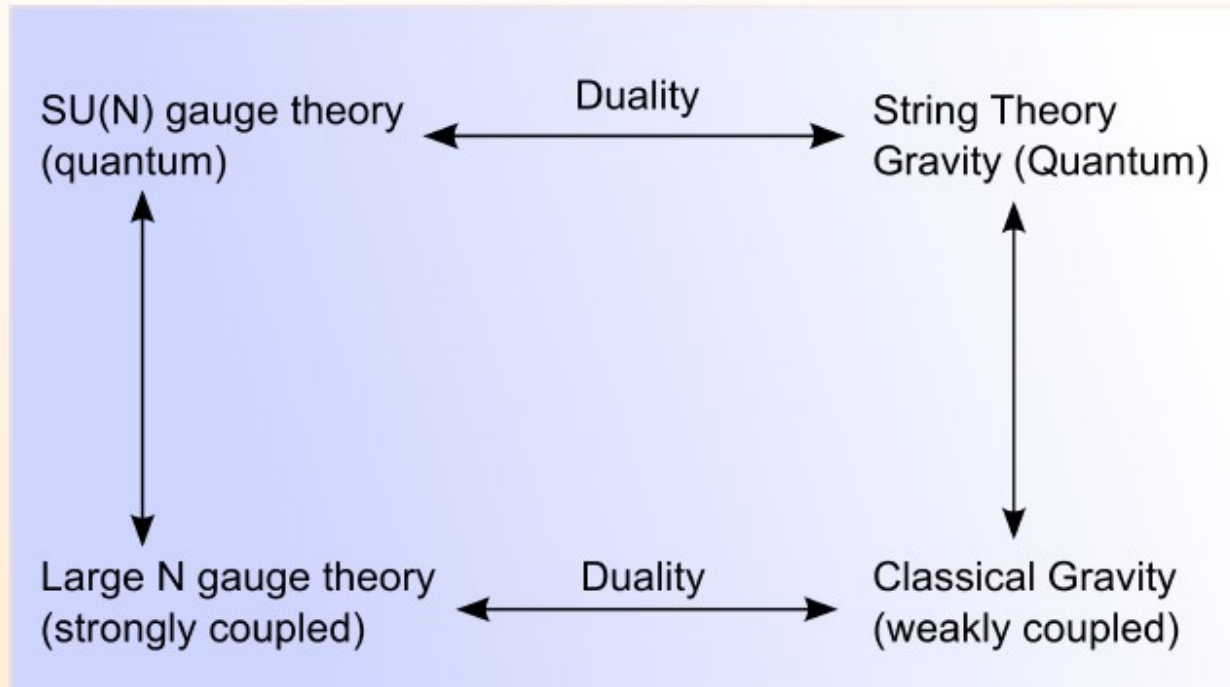 SU(N) gauge theory
(quantum)
Duality
String Theory
Gravity (Quantum)
Large N gauge theory
(strongly coupled)
Duality
Classical Gravity
(weakly coupled)